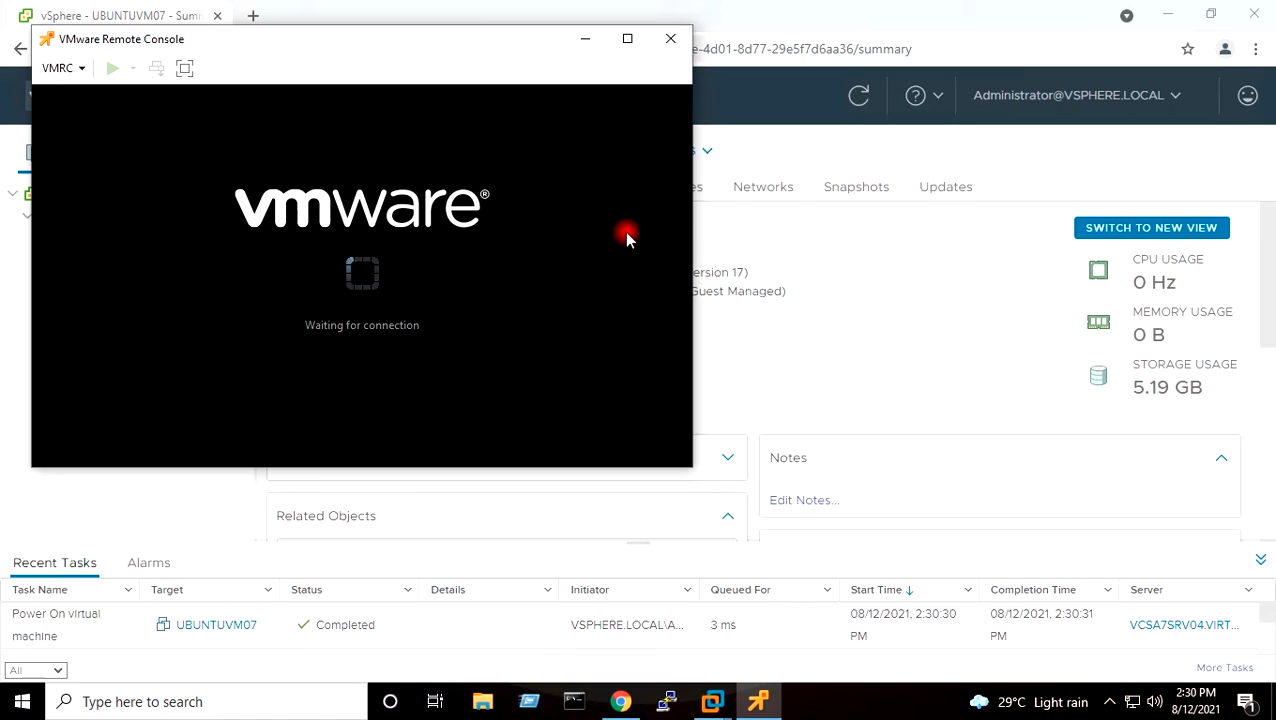 vSphere - UBUNTUVM07 - Sum
VMware Remote Console
e-4d01-8d77-29e5f7d6aa36/summary
VMRC
Administrator@VSPHERE.LOCAL
vmware®
Waiting for connection
Networks
Snapshots
Updates
SWITCH TO NEW VIEW
ersion 17)
Guest Managed)
CPU USAGE
0 Hz
MEMORY USAGE
0 B
STORAGE USAGE
5.19 GB
Notes
Edit Notes...
Related Objects
Recent Tasks
Alarms
Task Name
Target
Status
Details
Initiator
Queued For
Start Time
Completion Time
Server
Power On virtual
machine
UBUNTUVM07
Completed
VSPHERE.LOCAL\A...
3 ms
08/12/2021, 2:30:30
PM
08/12/2021, 2:30:31
PM
VCSA7SRV04.VIRT...
All
More Tasks
Type here to search
29°C Light rain
2:30 PM
8/12/2021
1